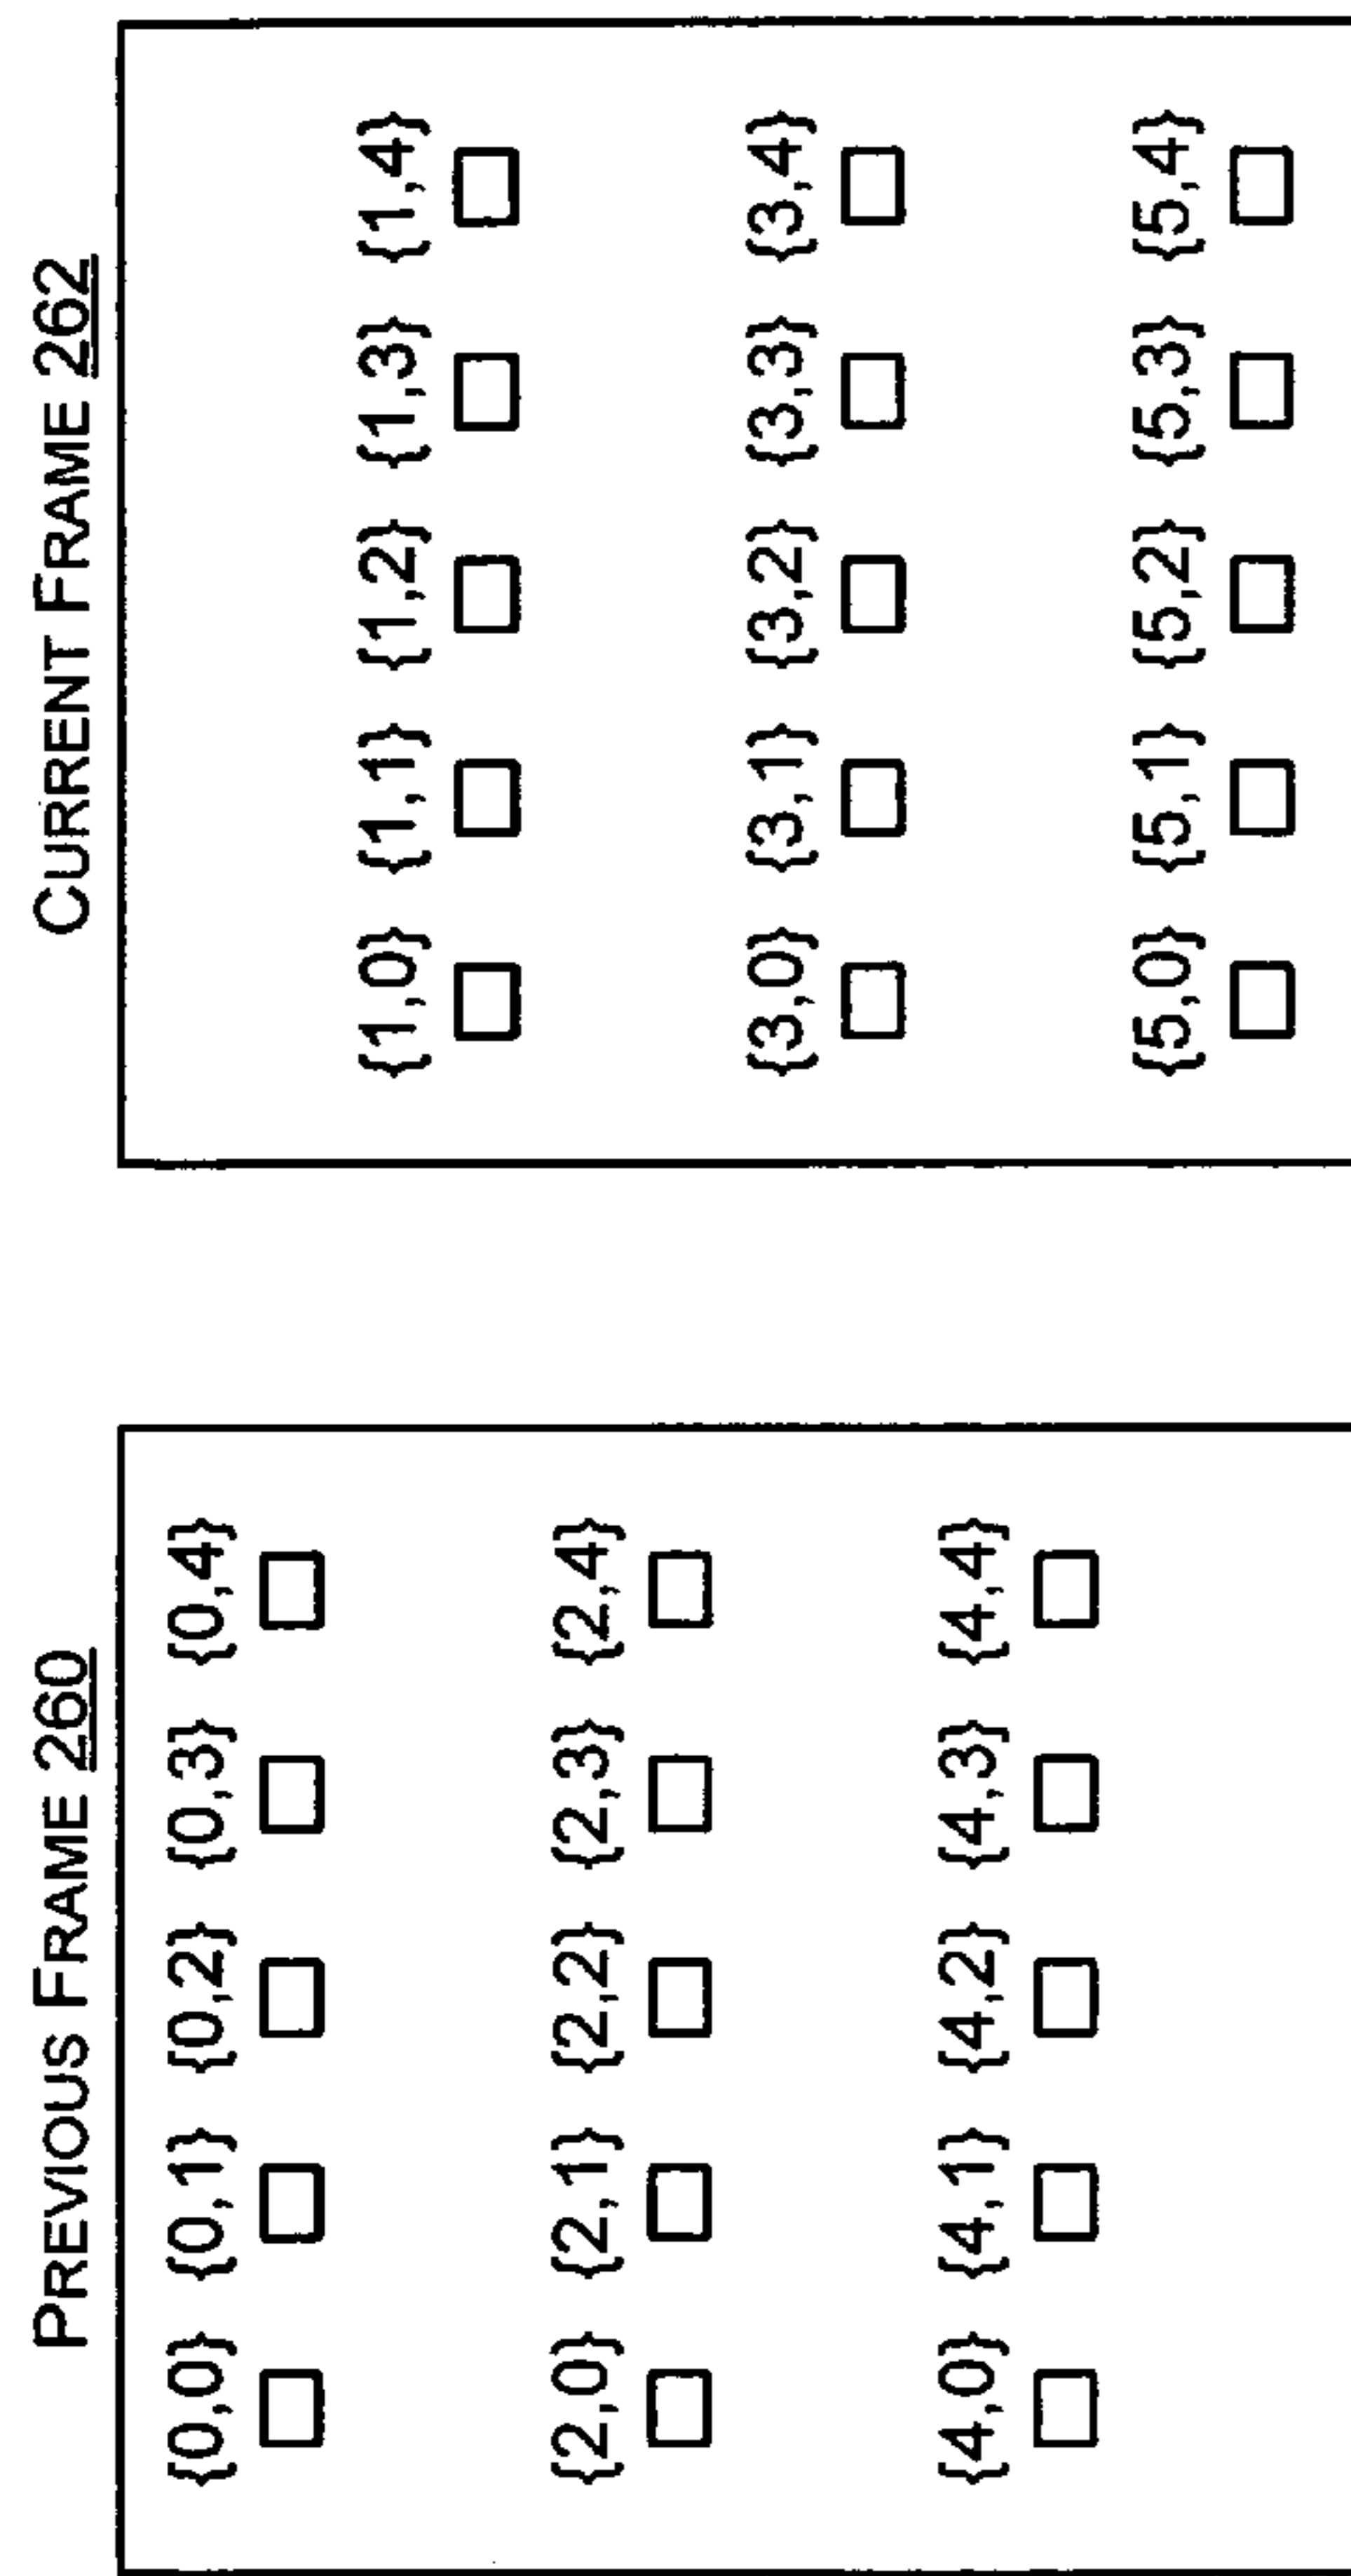 PREVIOUS FRAME 260
{0,0} {0,1} {0,2} {0,3} {0,4}
{2,0} {2,1} {2,2} {2,3} {2,4}
{4,0} {4,1} {4,2} {4,3} {4,4}
CURRENT FRAME 262
{1,0} {1,1} {1,2} {1,3} {1,4}
{3,0} {3,1} {3,2} {3,3} {3,4}
{5,0} {5,1} {5,2} {5,3} {5,4}